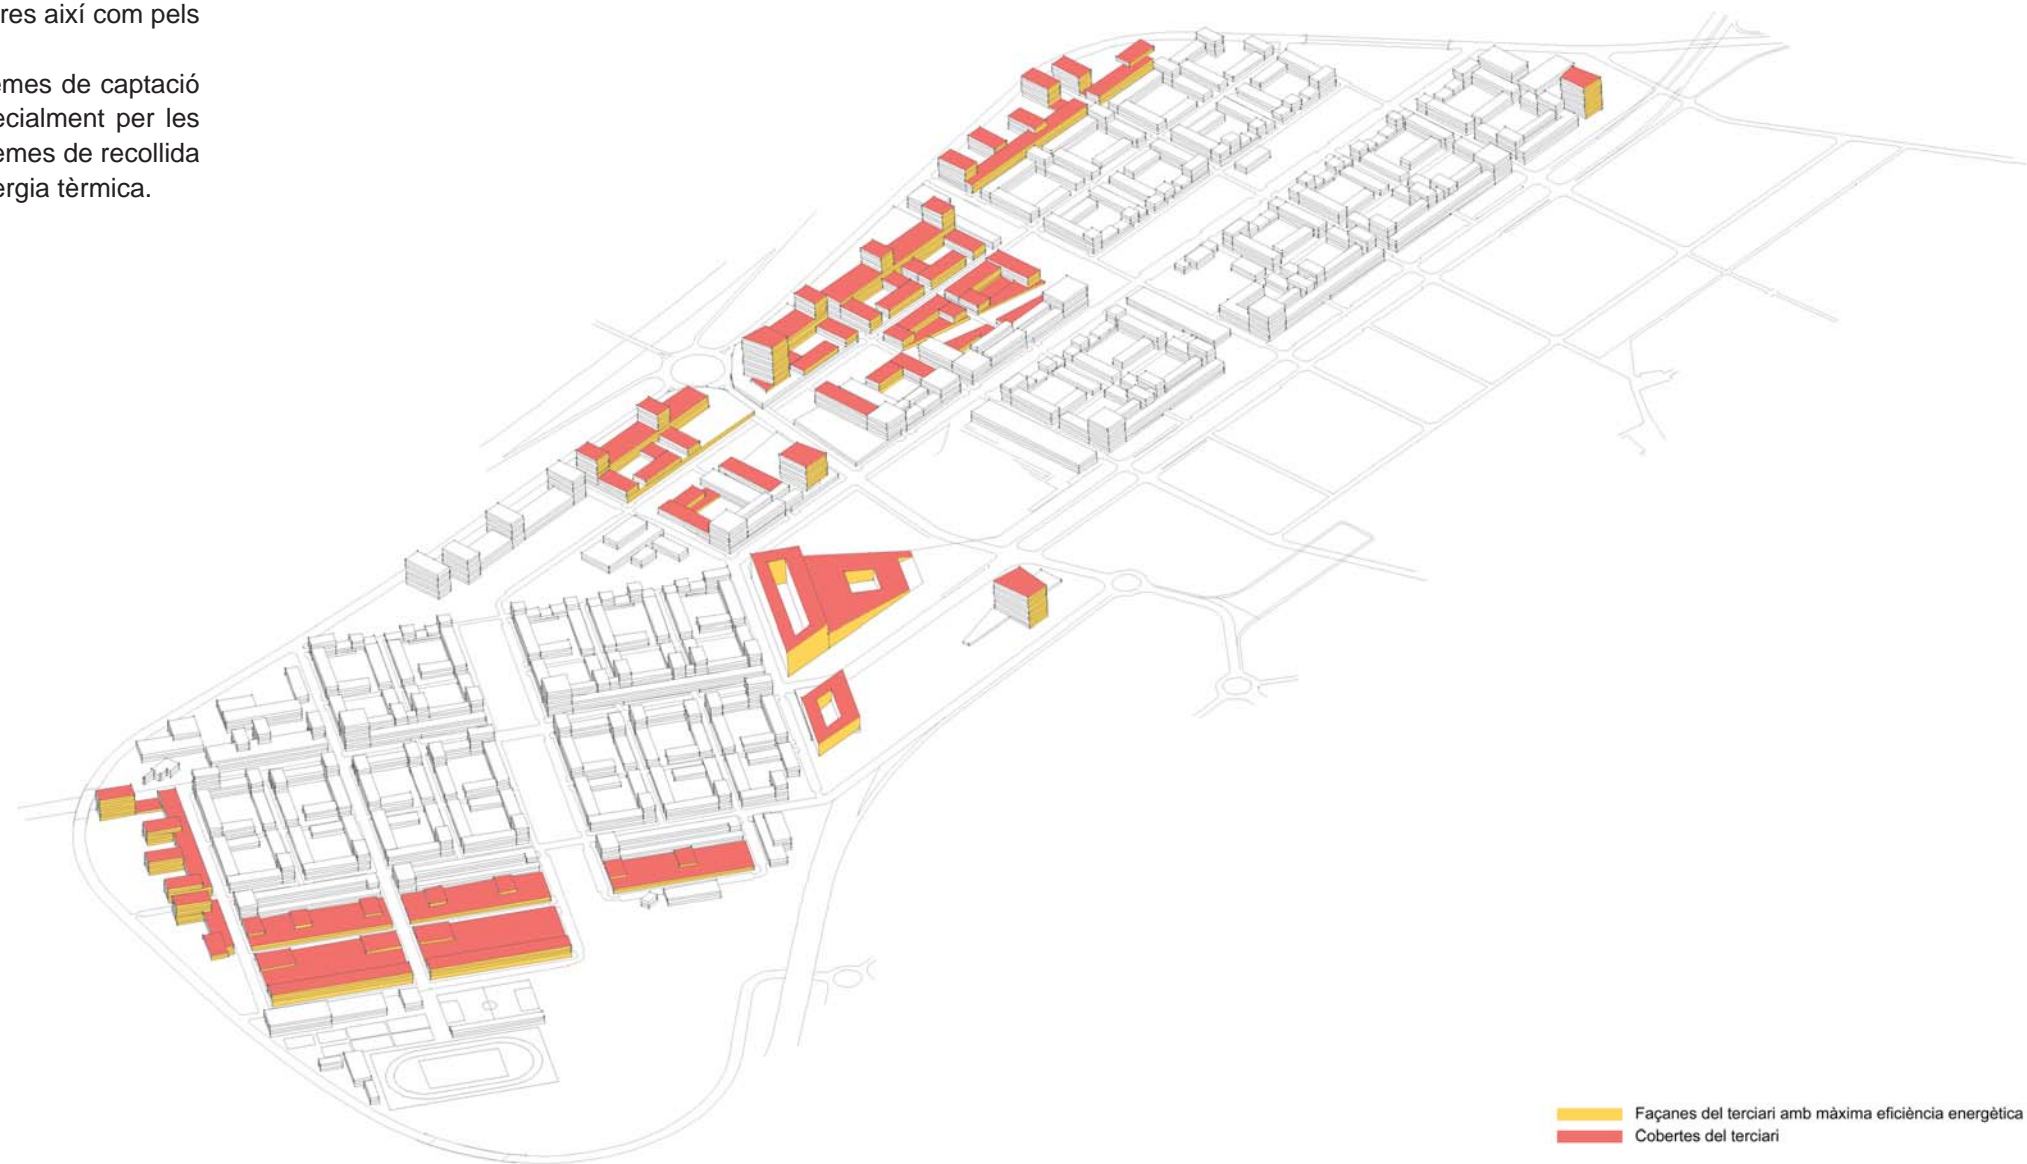 res així com pels
emes de captació
ecialment per les
emes de recollida
ergia tèrmica.
Façanes del terciari amb màxima eficiència energètica
Cobertes del terciari